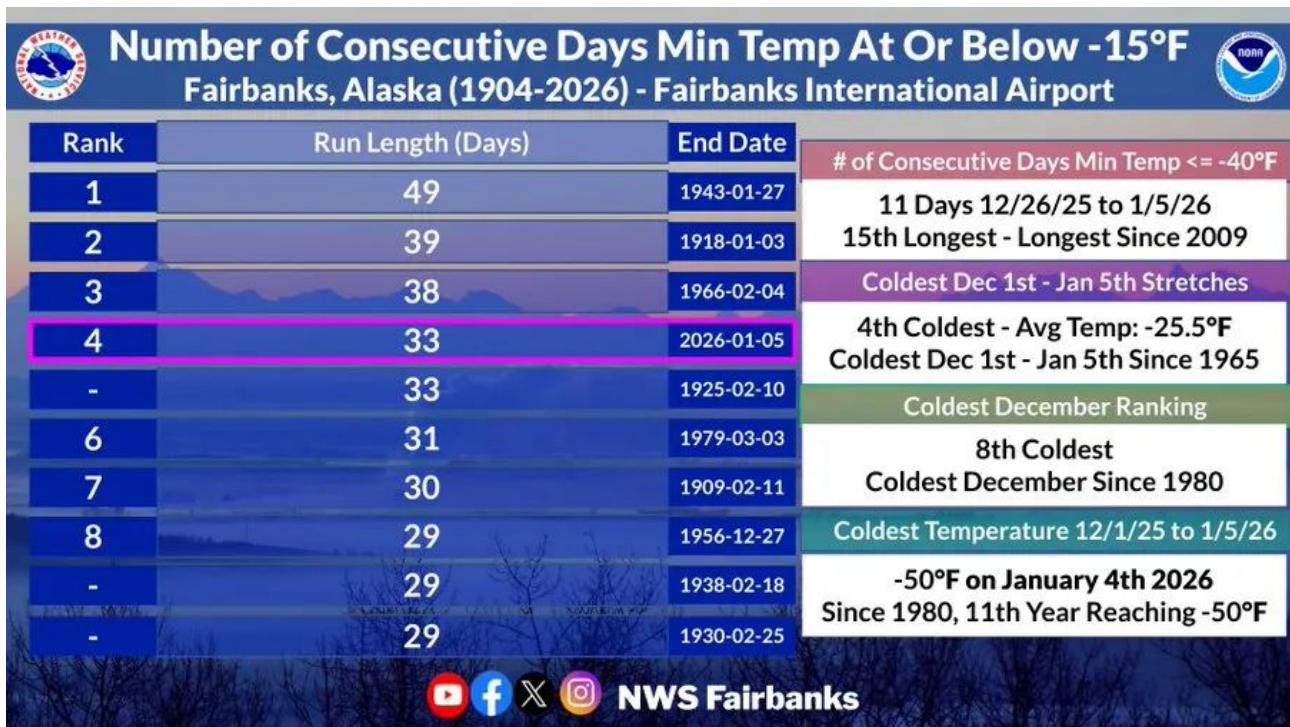 Number of Consecutive Days Min Temp At Or Below -15°F
Fairbanks, Alaska (1904-2026) - Fairbanks International Airport
NATIONAL WEATHER SERVICE
NOAA
Rank Run Length (Days) End Date
1 49 1943-01-27
2 39 1918-01-03
3 38 1966-02-04
4 33 2026-01-05
- 33 1925-02-10
6 31 1979-03-03
7 30 1909-02-11
8 29 1956-12-27
- 29 1938-02-18
- 29 1930-02-25
# of Consecutive Days Min Temp <= -40°F
11 Days 12/26/25 to 1/5/26
15th Longest - Longest Since 2009
Coldest Dec 1st - Jan 5th Stretches
4th Coldest - Avg Temp: -25.5°F
Coldest Dec 1st - Jan 5th Since 1965
Coldest December Ranking
8th Coldest
Coldest December Since 1980
Coldest Temperature 12/1/25 to 1/5/26
-50°F on January 4th 2026
Since 1980, 11th Year Reaching -50°F
NWS Fairbanks